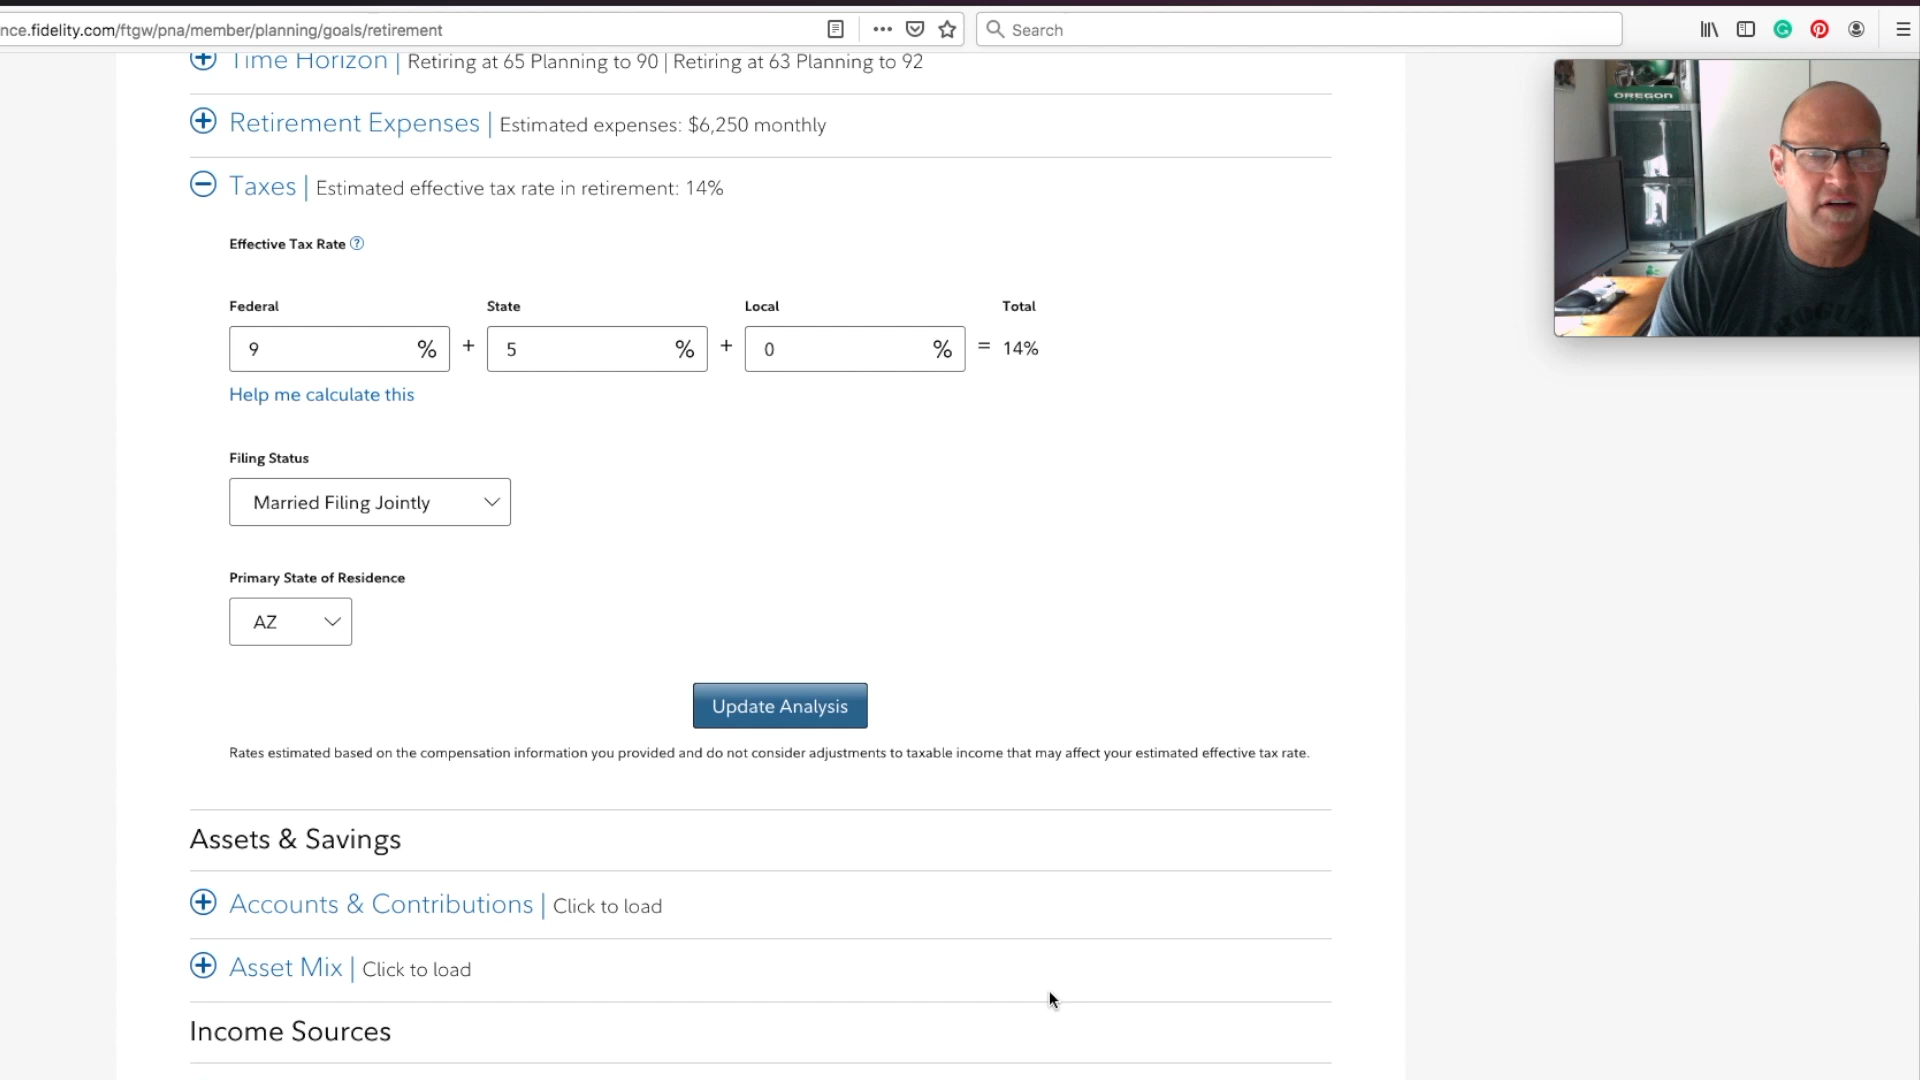 nce.fidelity.com/ftgw/pna/member/planning/goals/retirement
Search
OREGON
Time Horizon | Retiring at 65 Planning to 90 | Retiring at 63 Planning to 92
Retirement Expenses | Estimated expenses: $6,250 monthly
Taxes | Estimated effective tax rate in retirement: 14%
Effective Tax Rate ?
Federal State Local Total
9 % + 5 % + 0 % = 14%
Help me calculate this
Filing Status
Married Filing Jointly
Primary State of Residence
AZ
Update Analysis
Rates estimated based on the compensation information you provided and do not consider adjustments to taxable income that may affect your estimated effective tax rate.
Assets & Savings
Accounts & Contributions | Click to load
Asset Mix | Click to load
Income Sources